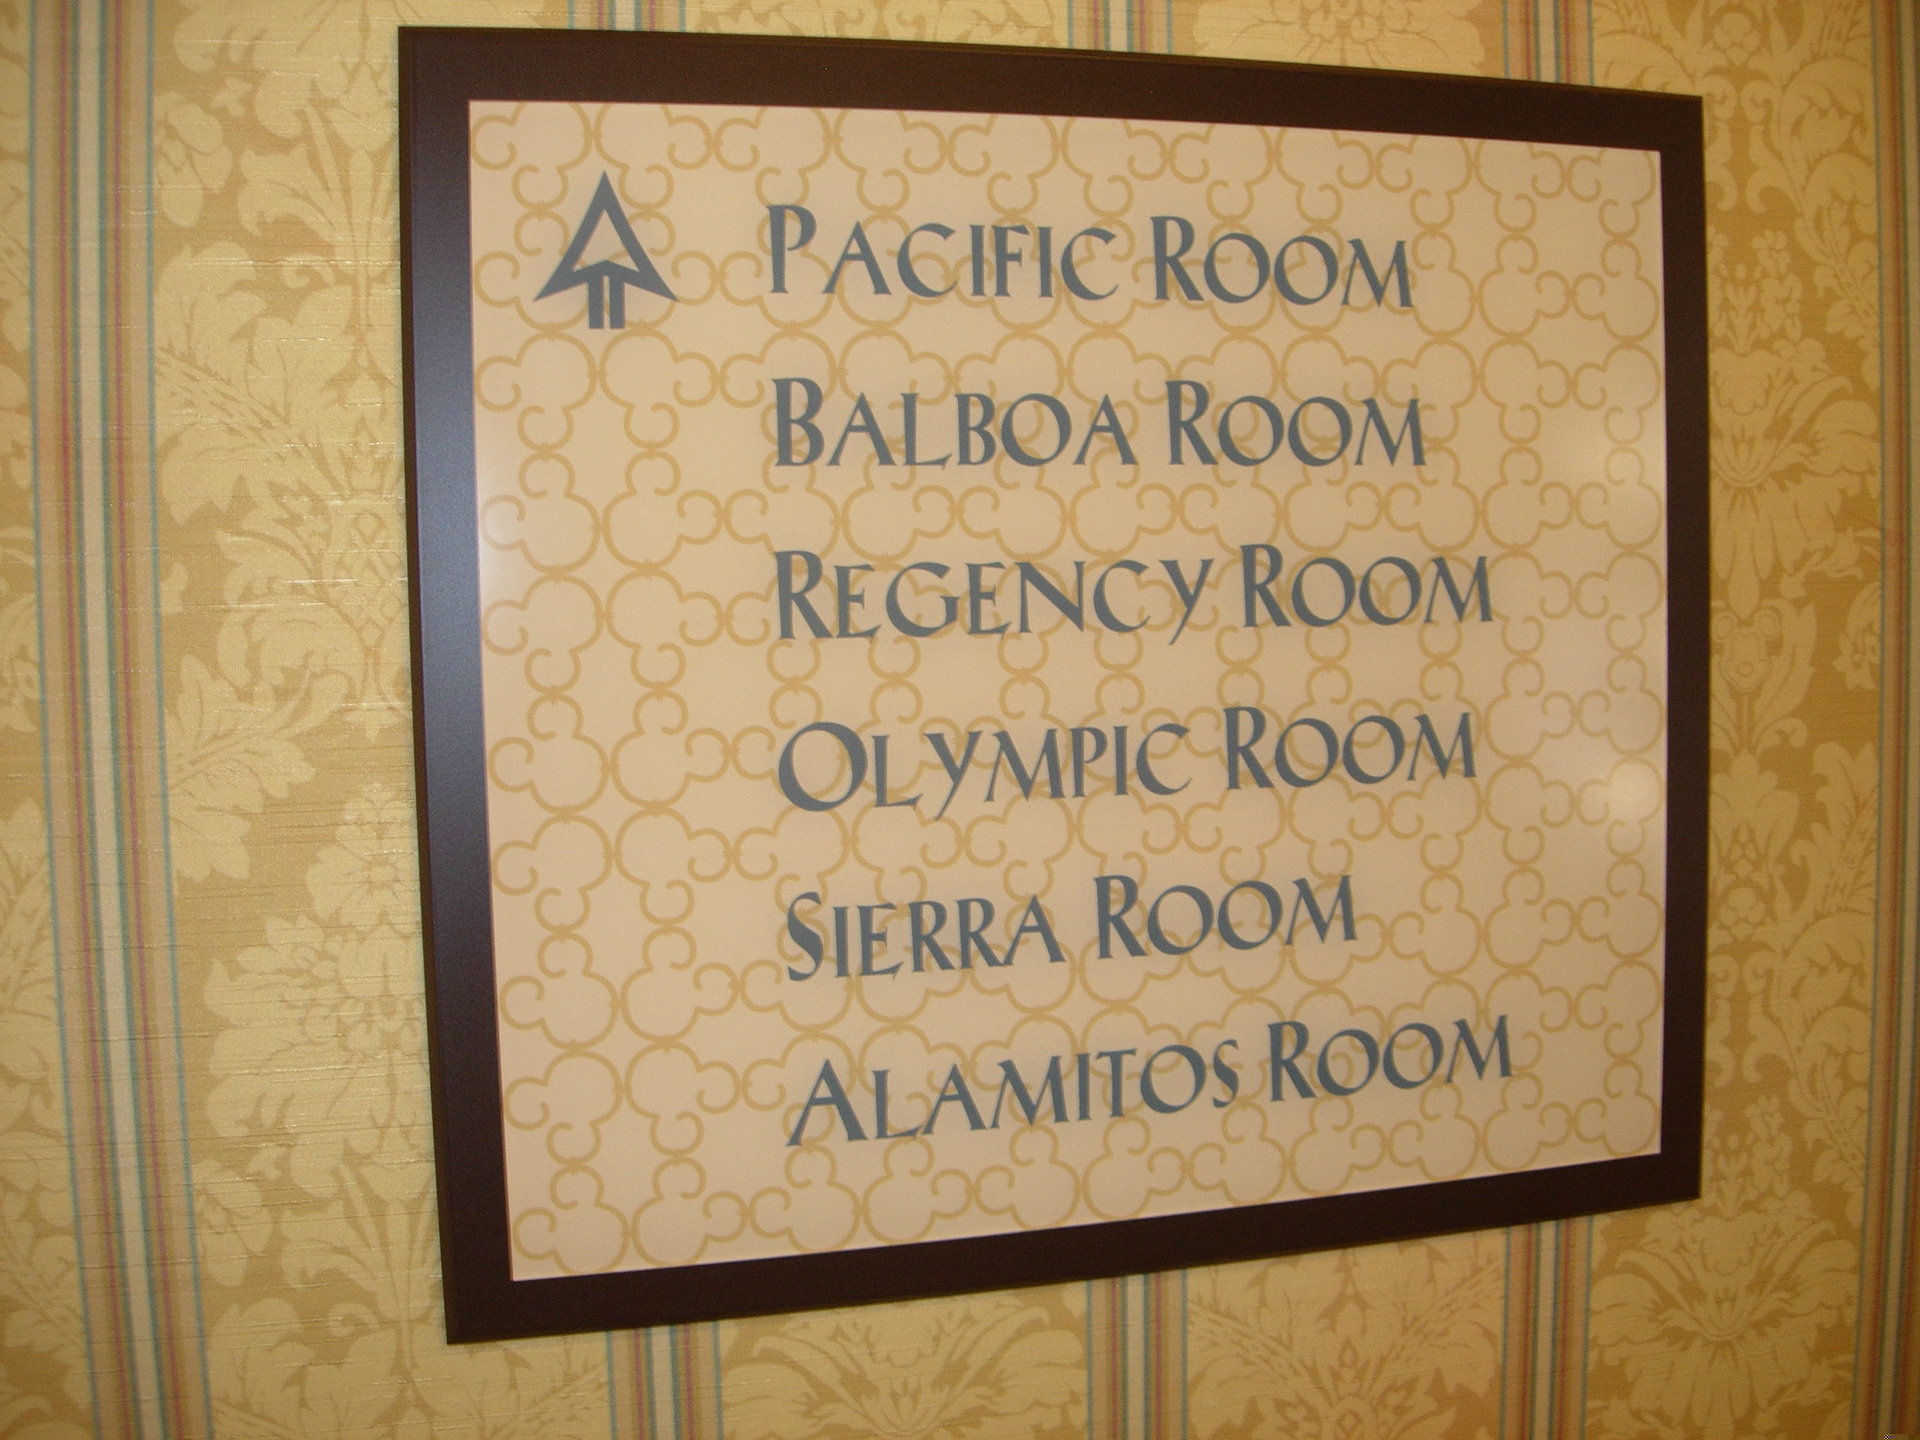 Pacific Room
Balboa Room
Regency Room
Olympic Room
Sierra Room
Alamitos Room